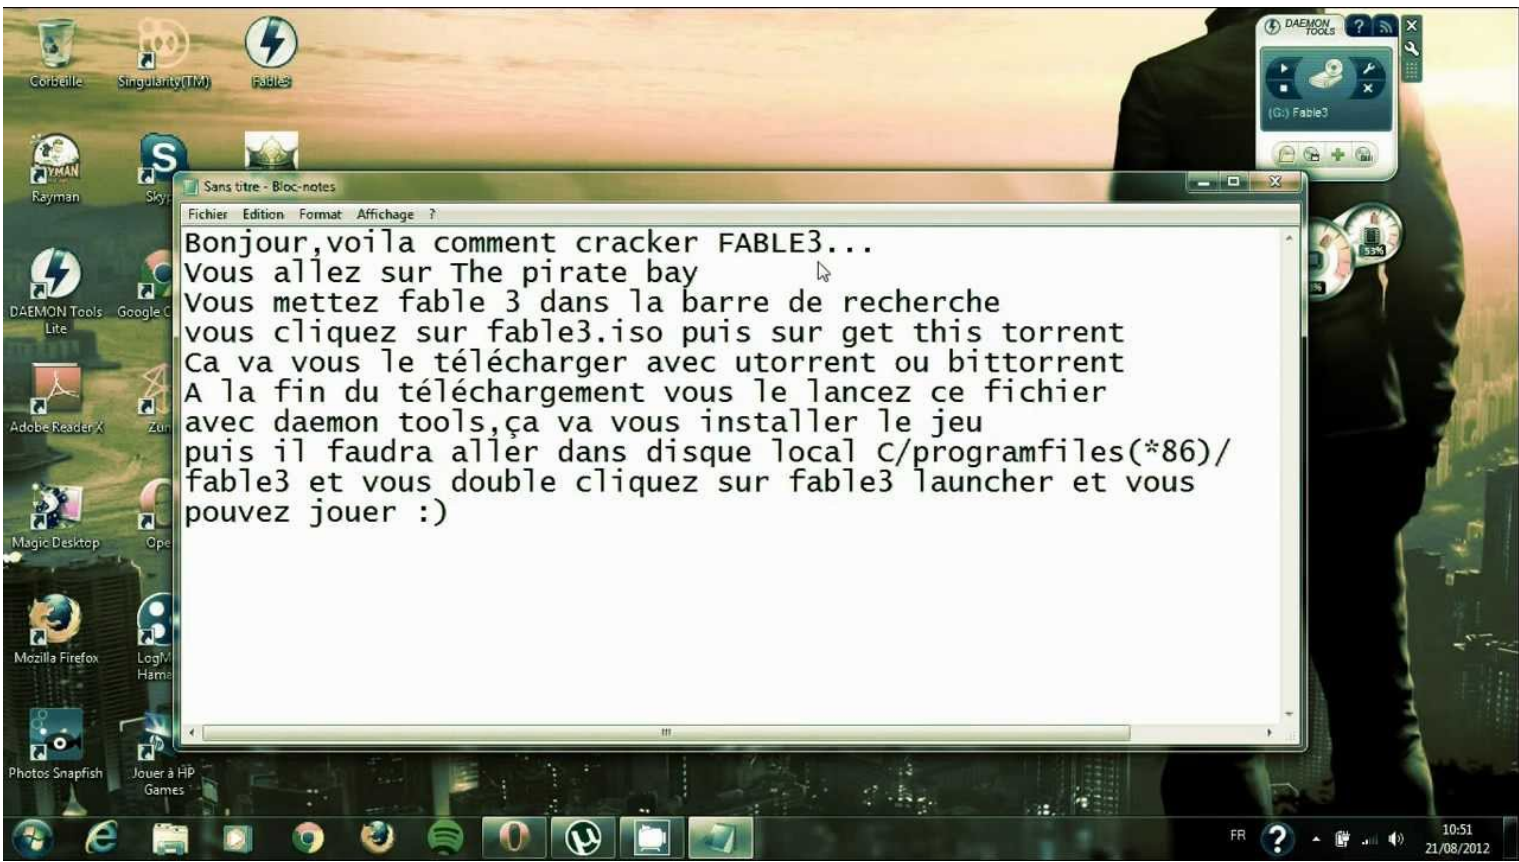 Corbeille
Singularity(TM)
Fable3
DAEMON TOOLS
?
(G:) Fable3
Rayman
Sans titre - Bloc-notes
Fichier Edition Format Affichage ?
Bonjour,voila comment cracker FABLE3...
Vous allez sur The pirate bay
Vous mettez fable 3 dans la barre de recherche
vous cliquez sur fable3.iso puis sur get this torrent
Ca va vous le télécharger avec utorrent ou bittorrent
A la fin du téléchargement vous le lancez ce fichier
avec daemon tools,ça va vous installer le jeu
puis il faudra aller dans disque local C/programfiles(*86)/
fable3 et vous double cliquez sur fable3 launcher et vous
pouvez jouer :)
53%
DAEMON Tools Lite
Google C
Adobe Reader X
Zun
Magic Desktop
Ope
Mozilla Firefox
LogM
Hama
Photos Snapfish
Jouer à HP Games
FR
10:51
21/08/2012